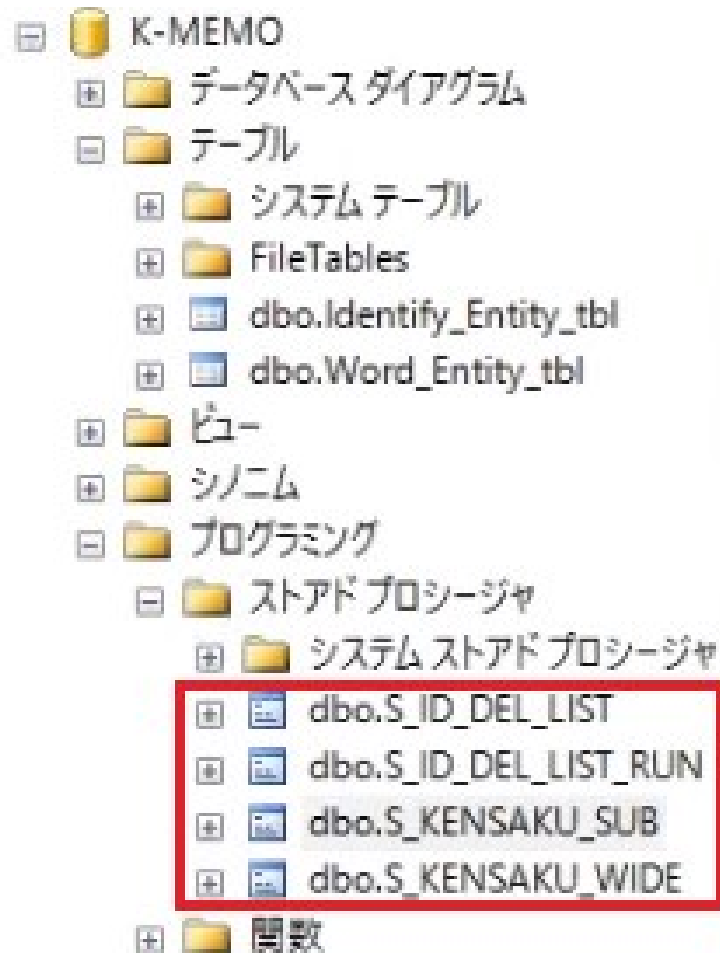 K-MEMO
データベース ダイアグラム
テーブル
システム テーブル
FileTables
dbo.Identify_Entity_tbl
dbo.Word_Entity_tbl
ビュー
シノニム
プログラミング
ストアド プロシージャ
システム ストアド プロシージャ
dbo.S_ID_DEL_LIST
dbo.S_ID_DEL_LIST_RUN
dbo.S_KENSAKU_SUB
dbo.S_KENSAKU_WIDE
関数